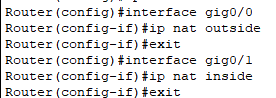 Router(config)#interface gig0/0
Router(config-if)#ip nat outside
Router(config-if)#exit
Router(config)#interface gig0/1
Router(config-if)#ip nat inside
Router(config-if)#exit